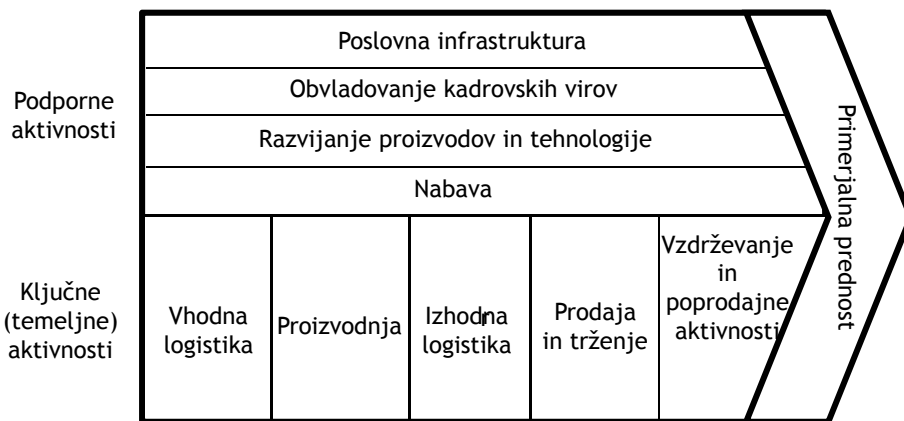 Podporne
aktivnosti
Poslovna infrastruktura
Obvladovanje kadrovskih virov
Razvijanje proizvodov in tehnologije
Nabava
Ključne
(temeljne)
aktivnosti
Vhodna
logistika
Proizvodnja
Izhodna
logistika
Prodaja
in trženje
Vzdrževanje
in
poprodajne
aktivnosti
Primerjalna prednost